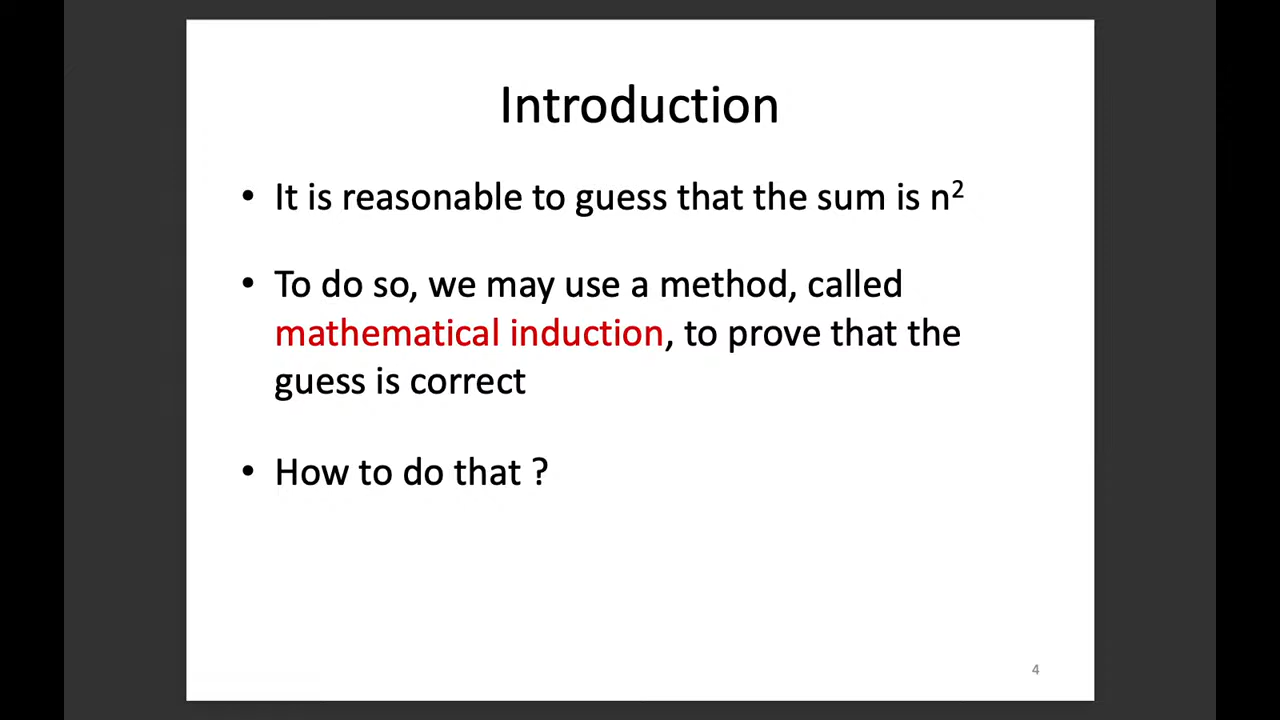 Introduction
• It is reasonable to guess that the sum is n²
• To do so, we may use a method, called
mathematical induction, to prove that the
guess is correct
• How to do that ?
4